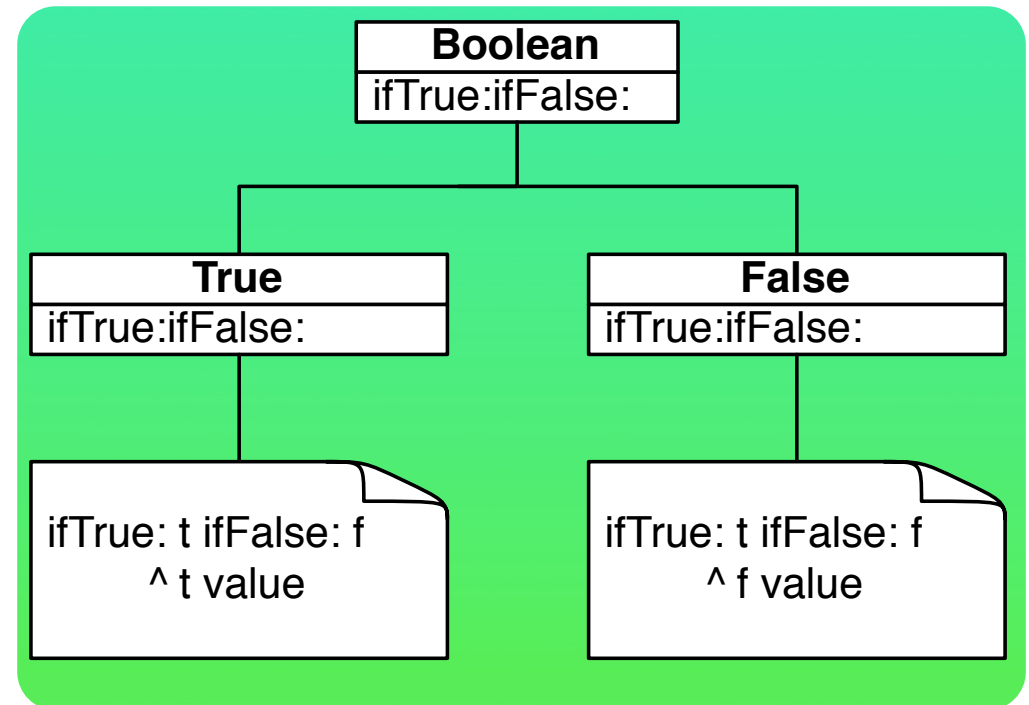 Boolean
ifTrue:ifFalse:
True
ifTrue:ifFalse:
False
ifTrue:ifFalse:
ifTrue: t ifFalse: f
^ t value
ifTrue: t ifFalse: f
^ f value